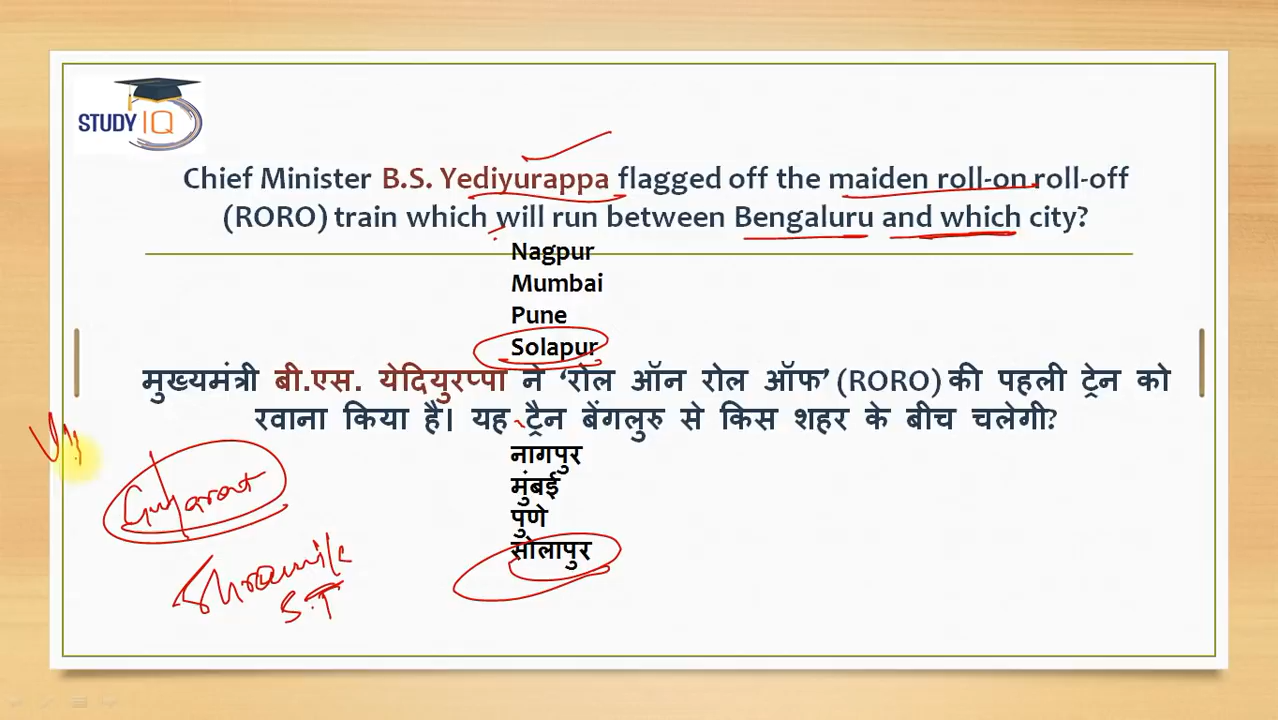 STUDY IQ
Chief Minister B.S. Yediyurappa flagged off the maiden roll-on roll-off
(RORO) train which will run between Bengaluru and which city?
Nagpur
Mumbai
Pune
Solapur
मुख्यमंत्री बी.एस. येदियुरप्पा ने ‘रोल ऑन रोल ऑफ’ (RORO) की पहली ट्रेन को
रवाना किया है। यह ट्रैन बेंगलुरु से किस शहर के बीच चलेगी?
नागपुर
मुंबई
पुणे
सोलापुर
Gujarat
Shramik
S.T